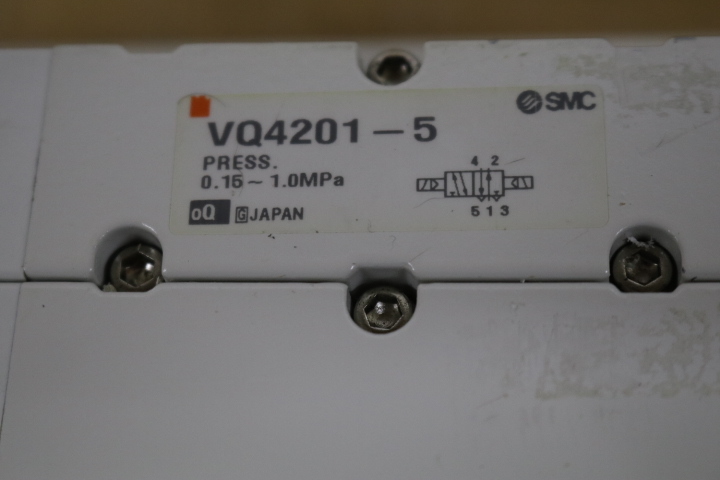 SMC
VQ4201-5
PRESS.
0.15~1.0MPa
4 2
5 1 3
oQ G JAPAN